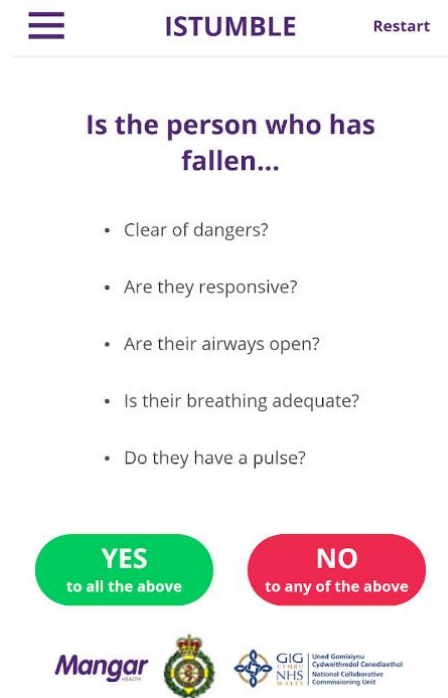 ISTUMBLE
Restart
Is the person who has
fallen...
• Clear of dangers?
• Are they responsive?
• Are their airways open?
• Is their breathing adequate?
• Do they have a pulse?
YES
to all the above
NO
to any of the above
Mangar
HEALTH
GIG
CYMRU
NHS
WALES
Uned Gomisiynu
Cydweithredol Cenedlaethol
National Collaborative
Commissioning Unit